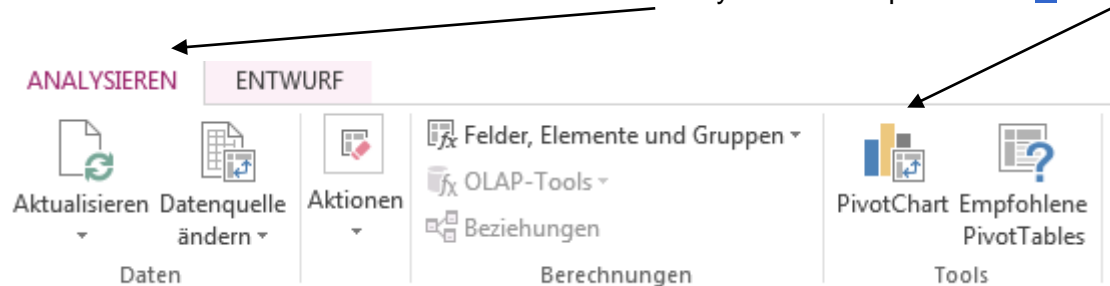 ANALYSIEREN ENTWURF
Felder, Elemente und Gruppen
OLAP-Tools
Beziehungen
Aktualisieren Datenquelle ändern
Aktionen
PivotChart Empfohlene PivotTables
Daten
Berechnungen
Tools